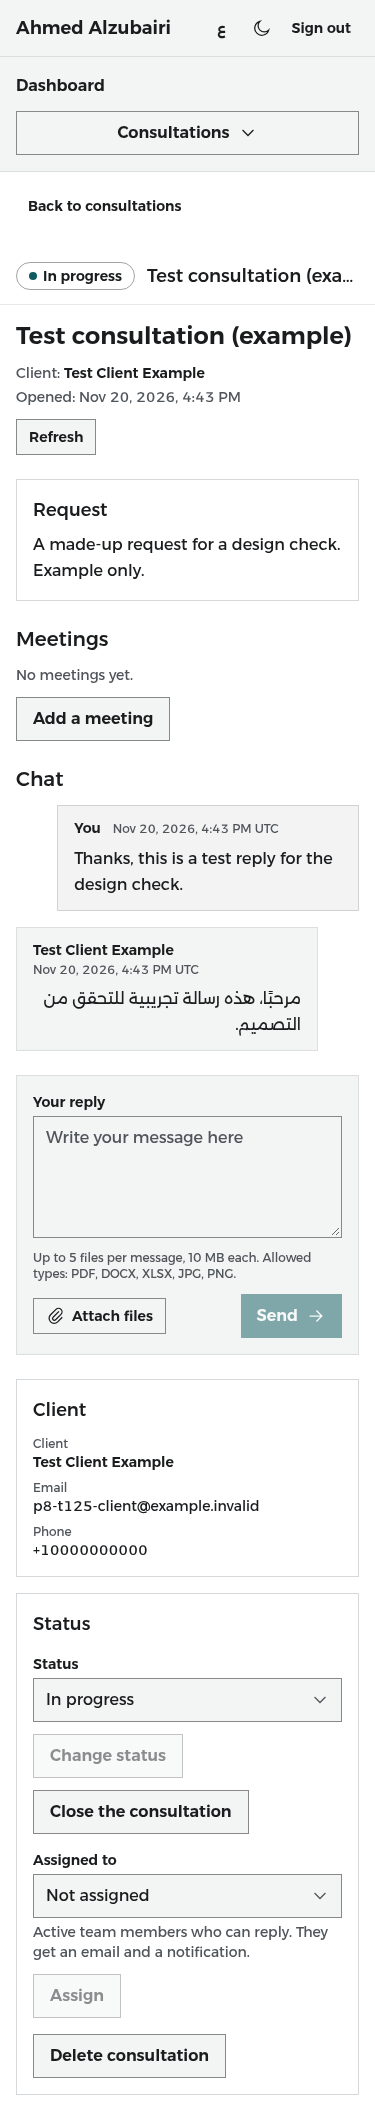 Ahmed Alzubairi
ع
Sign out
Dashboard
Consultations
Back to consultations
In progress
Test consultation (exa...
Test consultation (example)
Client: Test Client Example
Opened: Nov 20, 2026, 4:43 PM
Refresh
Request
A made-up request for a design check.
Example only.
Meetings
No meetings yet.
Add a meeting
Chat
You Nov 20, 2026, 4:43 PM UTC
Thanks, this is a test reply for the
design check.
Test Client Example
Nov 20, 2026, 4:43 PM UTC
مرحبًا، هذه رسالة تجريبية للتحقق من
التصميم.
Your reply
Write your message here
Up to 5 files per message, 10 MB each. Allowed
types: PDF, DOCX, XLSX, JPG, PNG.
Attach files
Send
Client
Client
Test Client Example
Email
p8-t125-client@example.invalid
Phone
+10000000000
Status
Status
In progress
Change status
Close the consultation
Assigned to
Not assigned
Active team members who can reply. They
get an email and a notification.
Assign
Delete consultation